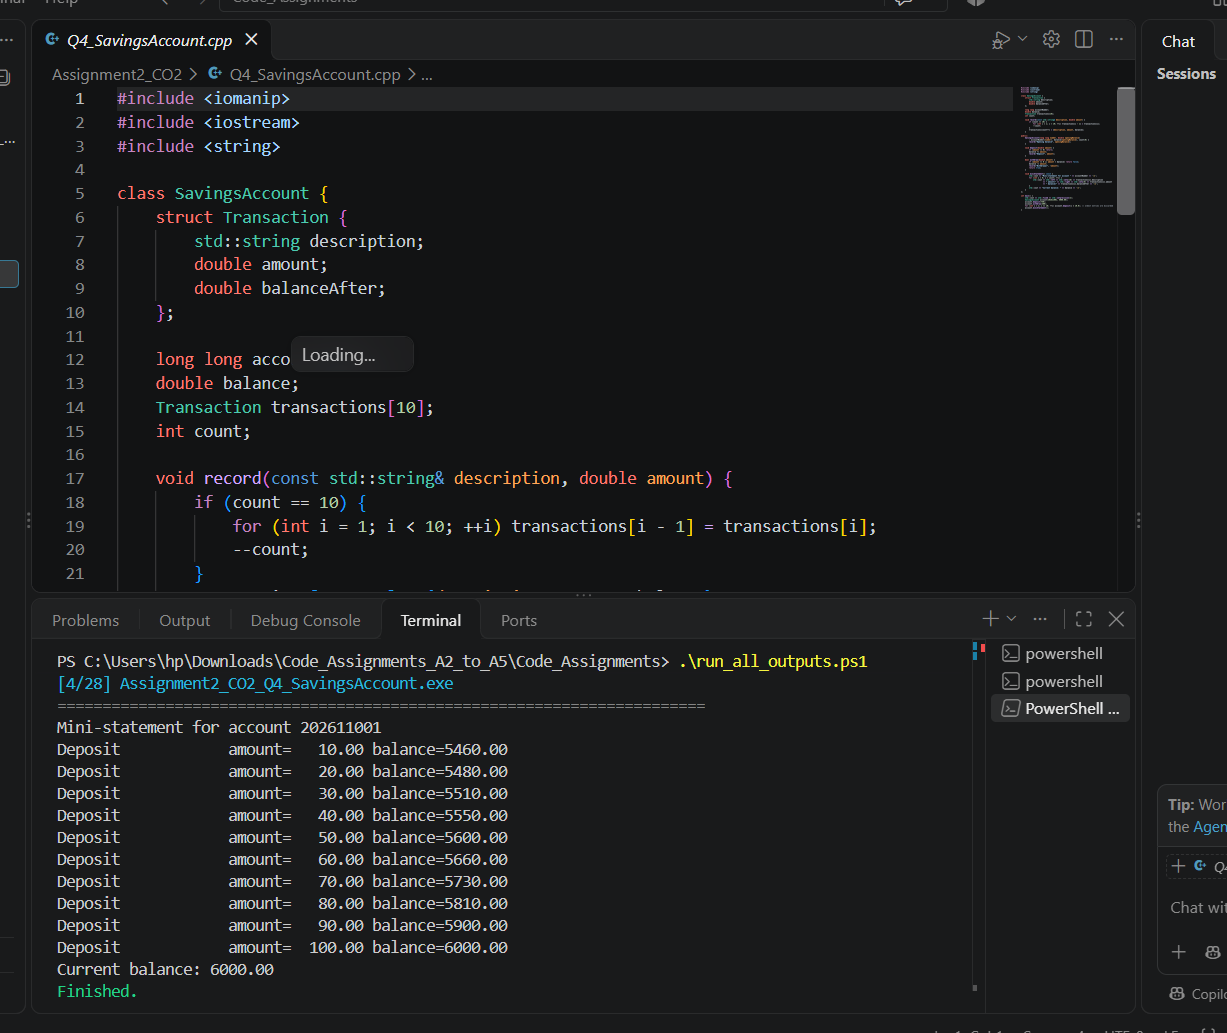 Help
Code_Assignments
Q4_SavingsAccount.cpp
Assignment2_CO2 > Q4_SavingsAccount.cpp > ...
1 #include <iomanip>
2 #include <iostream>
3 #include <string>
4
5 class SavingsAccount {
6 struct Transaction {
7 std::string description;
8 double amount;
9 double balanceAfter;
10 };
11
12 long long acco
Loading...
13 double balance;
14 Transaction transactions[10];
15 int count;
16
17 void record(const std::string& description, double amount) {
18 if (count == 10) {
19 for (int i = 1; i < 10; ++i) transactions[i - 1] = transactions[i];
20 --count;
21 }
Problems Output Debug Console Terminal Ports
PS C:\Users\hp\Downloads\Code_Assignments_A2_to_A5\Code_Assignments> .\run_all_outputs.ps1
[4/28] Assignment2_CO2_Q4_SavingsAccount.exe
========================================================================
Mini-statement for account 202611001
Deposit amount= 10.00 balance=5460.00
Deposit amount= 20.00 balance=5480.00
Deposit amount= 30.00 balance=5510.00
Deposit amount= 40.00 balance=5550.00
Deposit amount= 50.00 balance=5600.00
Deposit amount= 60.00 balance=5660.00
Deposit amount= 70.00 balance=5730.00
Deposit amount= 80.00 balance=5810.00
Deposit amount= 90.00 balance=5900.00
Deposit amount= 100.00 balance=6000.00
Current balance: 6000.00
Finished.
powershell
powershell
PowerShell ...
Chat
Sessions
Tip: Wor
the Agen
Q4
Chat wit
Copilo